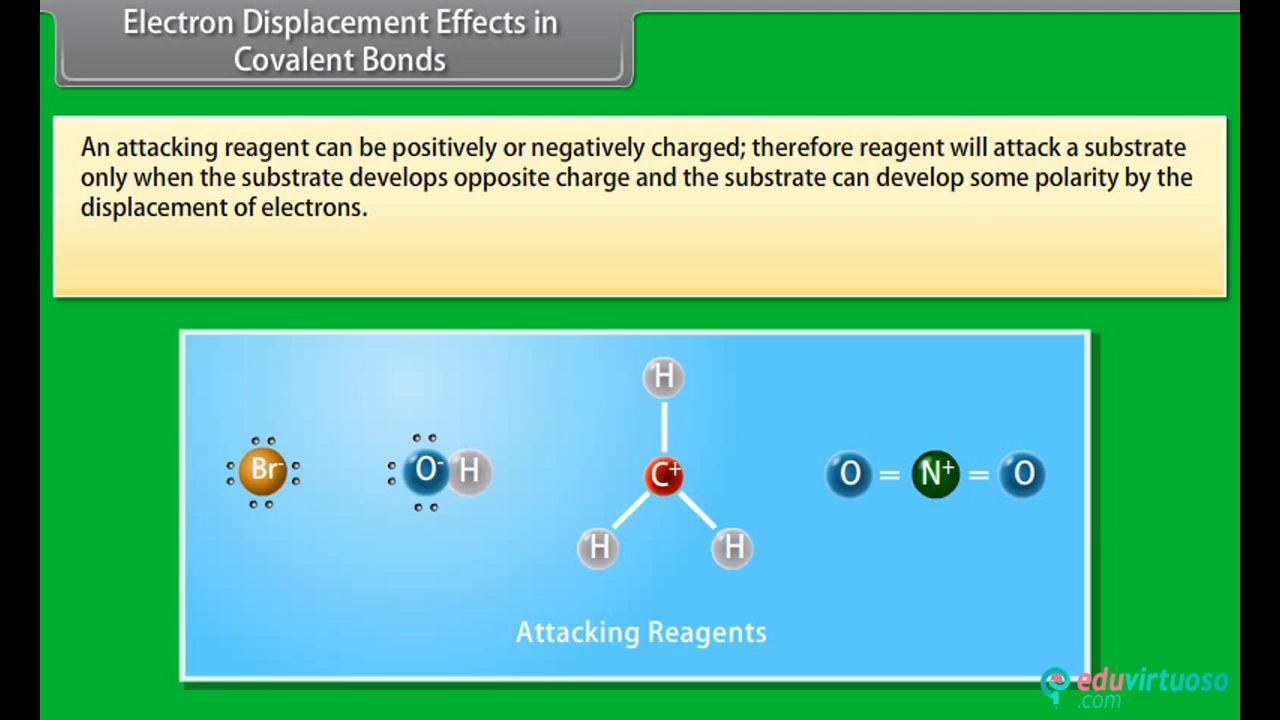 Electron Displacement Effects in
Covalent Bonds
An attacking reagent can be positively or negatively charged; therefore reagent will attack a substrate
only when the substrate develops opposite charge and the substrate can develop some polarity by the
displacement of electrons.
H
Br⁻ O⁻ H C⁺ O = N⁺ = O
H H
Attacking Reagents
eduvirtuoso
.com